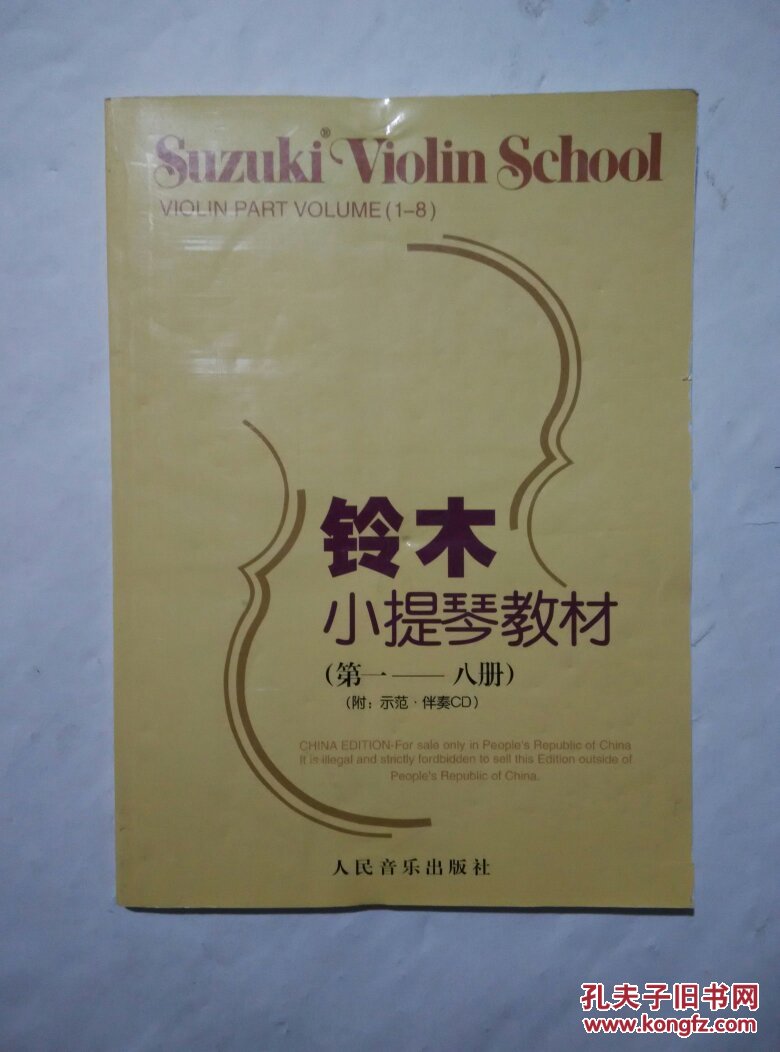 Suzuki® Violin School
VIOLIN PART VOLUME (1-8)
铃木
小提琴教材
(第一——八册)
(附：示范·伴奏CD)
CHINA EDITION-For sale only in People's Republic of China
It is illegal and strictly fordbidden to sell this Edition outside of
People's Republic of China.
人民音乐出版社
孔夫子旧书网
www.kongfz.com